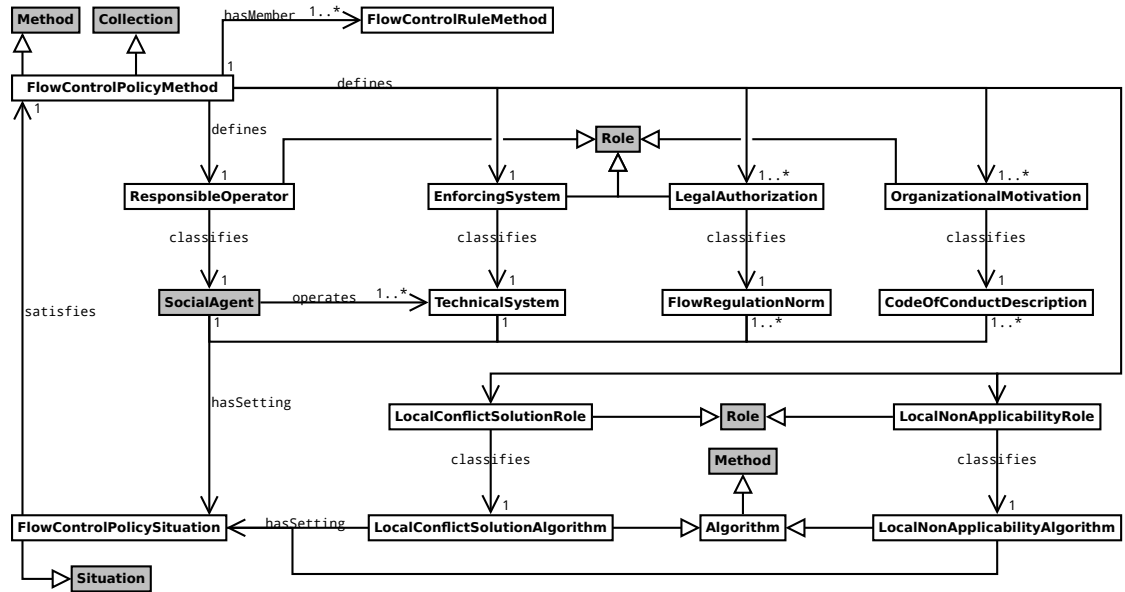 Method
Collection
hasMember
1..*
FlowControlRuleMethod
1
FlowControlPolicyMethod
defines
1
defines
Role
1
1
1..*
1..*
ResponsibleOperator
EnforcingSystem
LegalAuthorization
OrganizationalMotivation
classifies
classifies
classifies
classifies
1
1
1
1
SocialAgent
operates
1..*
TechnicalSystem
FlowRegulationNorm
CodeOfConductDescription
satisfies
1
1
1..*
1..*
hasSetting
LocalConflictSolutionRole
Role
LocalNonApplicabilityRole
classifies
Method
classifies
1
1
FlowControlPolicySituation
hasSetting
LocalConflictSolutionAlgorithm
Algorithm
LocalNonApplicabilityAlgorithm
Situation